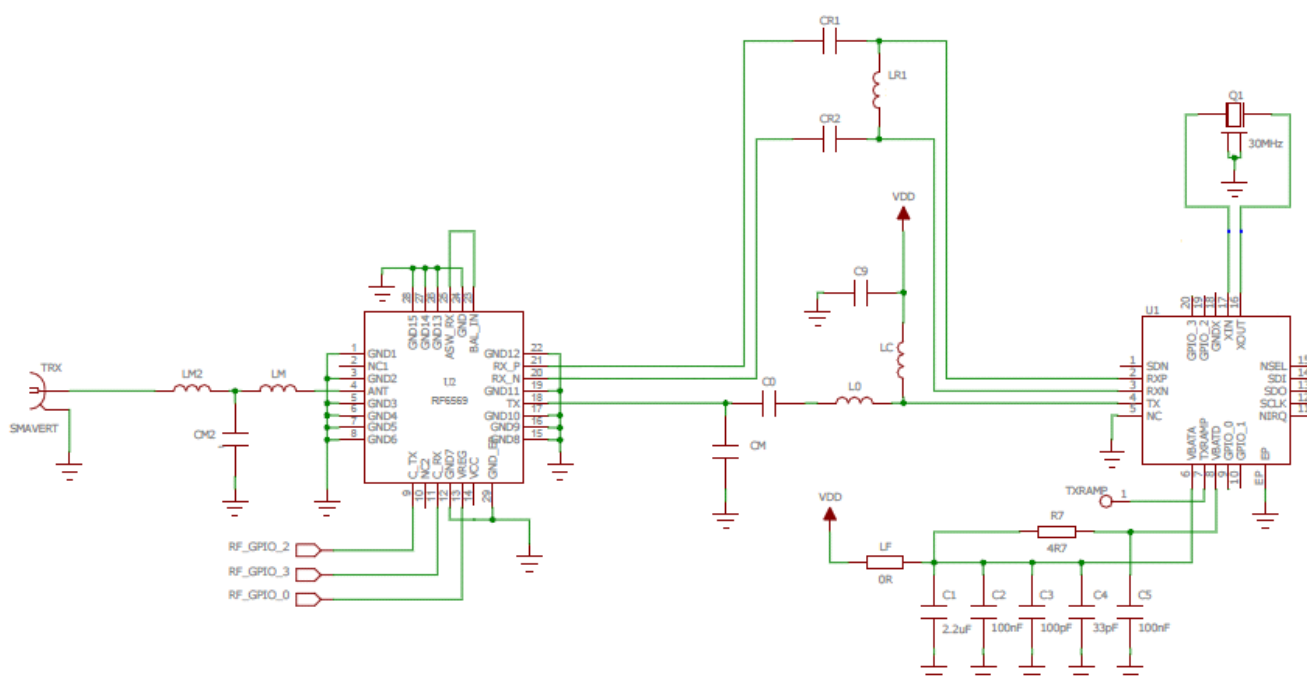 CR1
LR1
CR2
Q1
30MHz
VDD
C9
LC
C0
L0
CM
TRX
SMAVERT
LM2
LM
CM2
28
27
26
25
24
23
GND15
GND14
GND13
ASW_RX
GND
BAL_IN
1 GND1
2 NC1
3 GND2
4 ANT
5 GND3
6 GND4
7 GND5
8 GND6
U2
RF6569
GND12 22
RX_P 21
RX_N 20
GND11 19
TX 18
GND10 17
GND9 16
GND8 15
C_TX
NC2
C_RX
GND7
VREG
VCC
9
10
11
12
13
14
29
RF_GPIO_2
RF_GPIO_3
RF_GPIO_0
U1
20
19
18
17
16
GPIO_3
GPIO_2
GNDX
XIN
XOUT
1 SDN
2 RXP
3 RXN
4 TX
5 NC
NSEL 15
SDI 14
SDO 13
SCLK 12
NIRQ 11
VBATA
TXRAMP
VBATD
GPIO_0
GPIO_1
EP
6
7
8
9
10
EP
TXRAMP 1
VDD
LF
0R
R7
4R7
C1
2.2uF
C2
100nF
C3
100pF
C4
33pF
C5
100nF